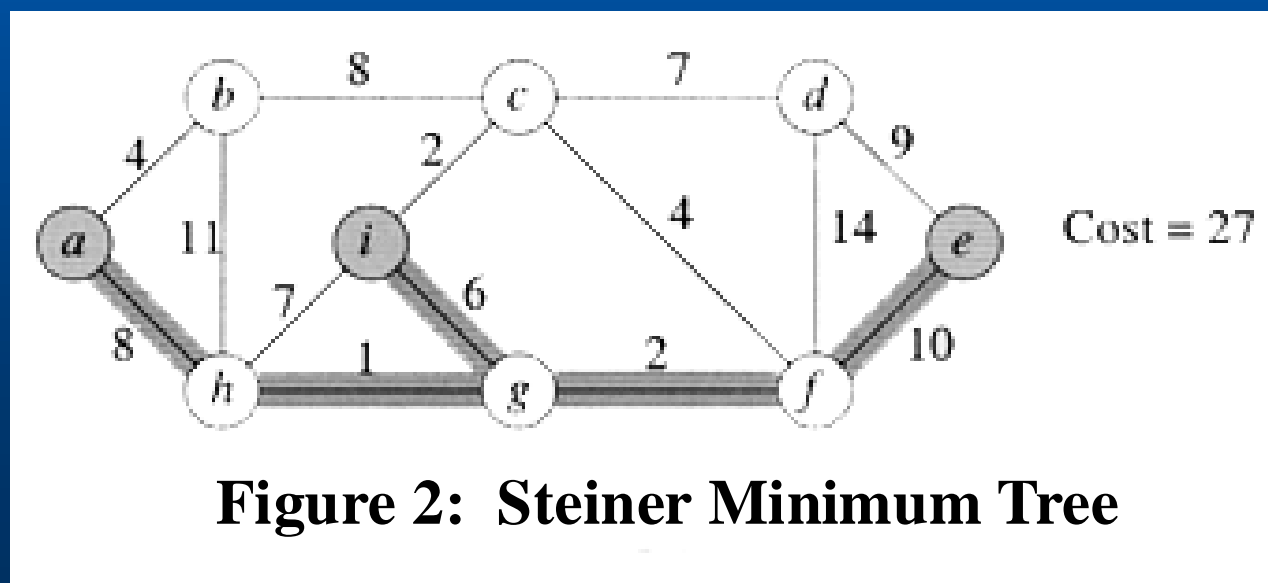 8 7
b c d
4 2 9
a 11 i 4 14 e Cost = 27
7 6
8 1 2 10
h g f
Figure 2: Steiner Minimum Tree